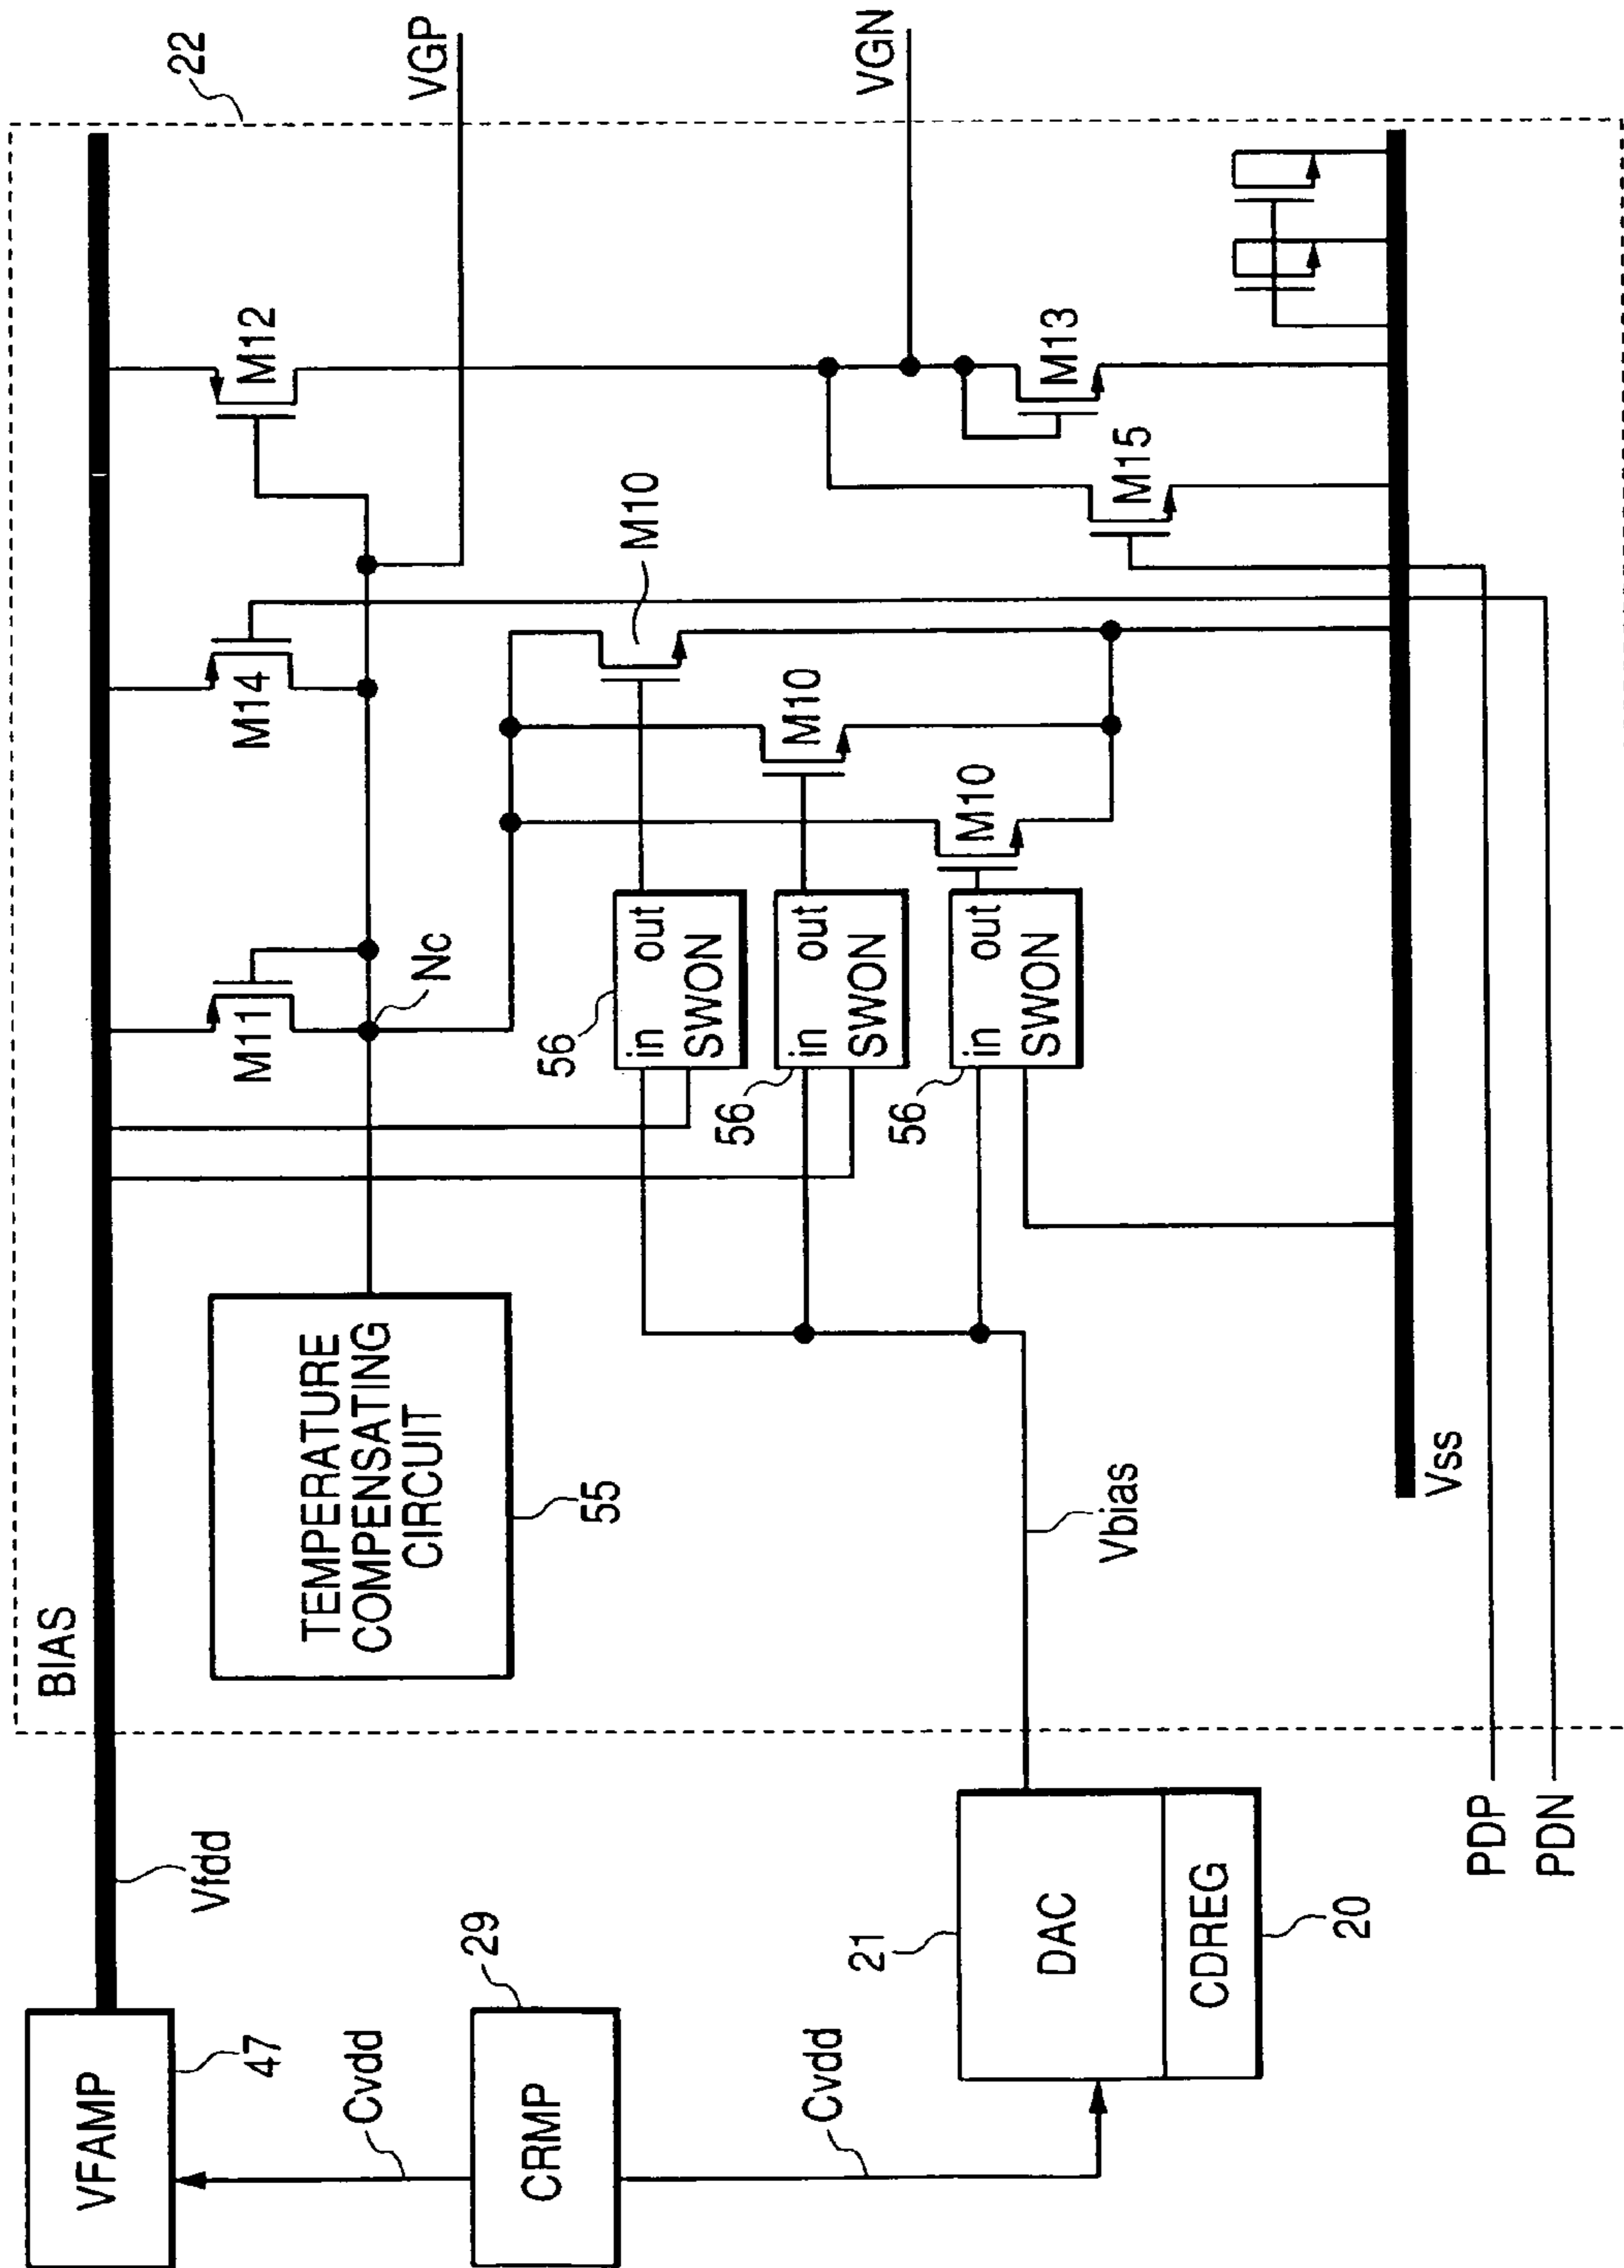 VFAMP
47
Cvdd
CRMP
29
Cvdd
21
DAC
CDREG
20
Vfdd
BIAS
22
TEMPERATURE
COMPENSATING
CIRCUIT
55
Vbias
M11
Nc
M14
M12
VGP
56
in out
SWON
56
in out
SWON
56
in out
SWON
M10
M10
M10
M15
M13
VGN
Vss
PDP
PDN